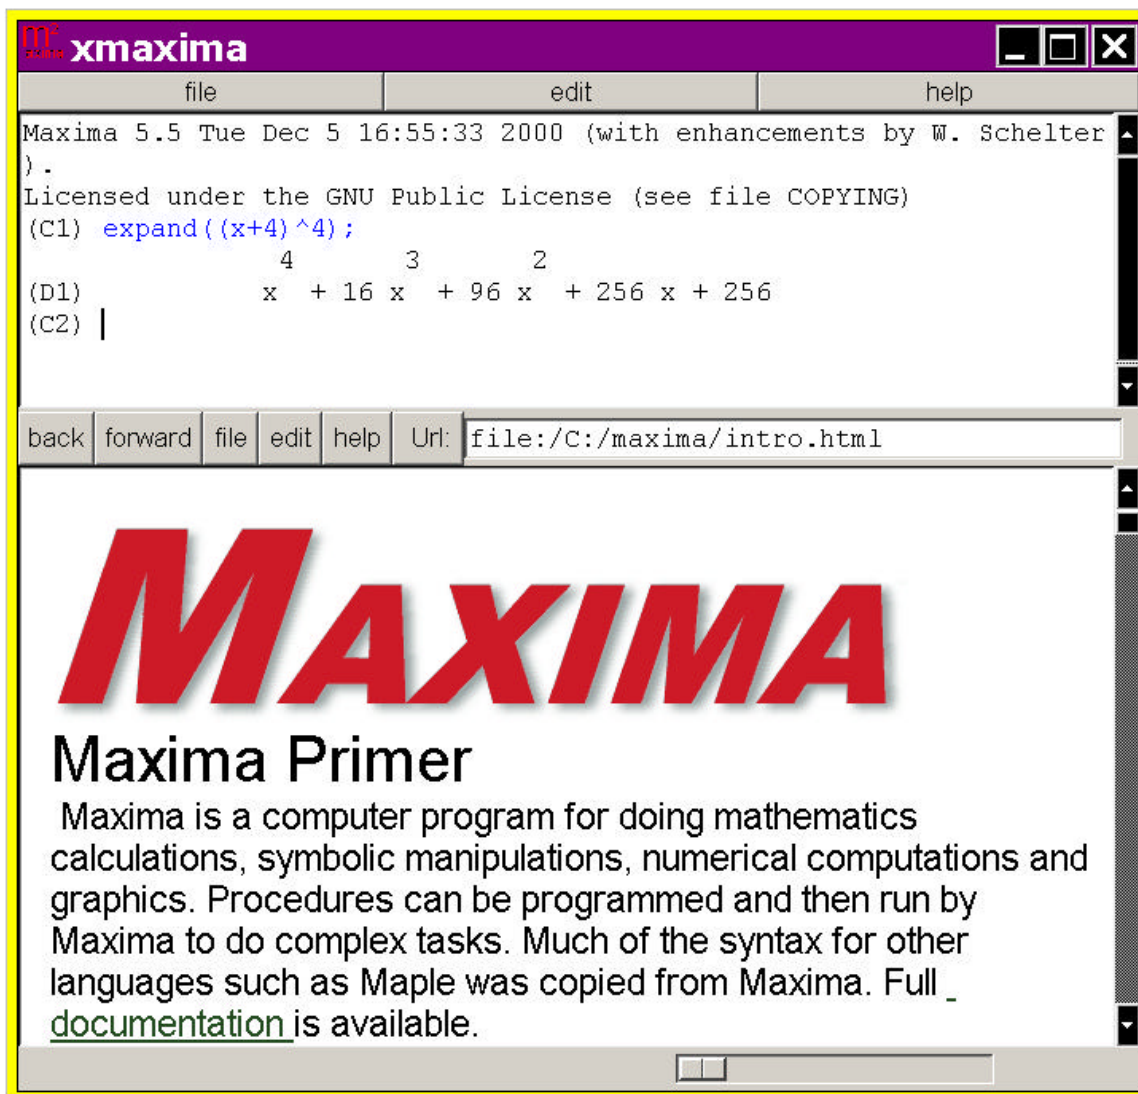 xmaxima
file edit help
Maxima 5.5 Tue Dec 5 16:55:33 2000 (with enhancements by W. Schelter
).
Licensed under the GNU Public License (see file COPYING)
(C1) expand((x+4)^4);
4 3 2
(D1) x + 16 x + 96 x + 256 x + 256
(C2)
back forward file edit help Url: file:/C:/maxima/intro.html
MAXIMA
Maxima Primer
Maxima is a computer program for doing mathematics
calculations, symbolic manipulations, numerical computations and
graphics. Procedures can be programmed and then run by
Maxima to do complex tasks. Much of the syntax for other
languages such as Maple was copied from Maxima. Full
documentation is available.